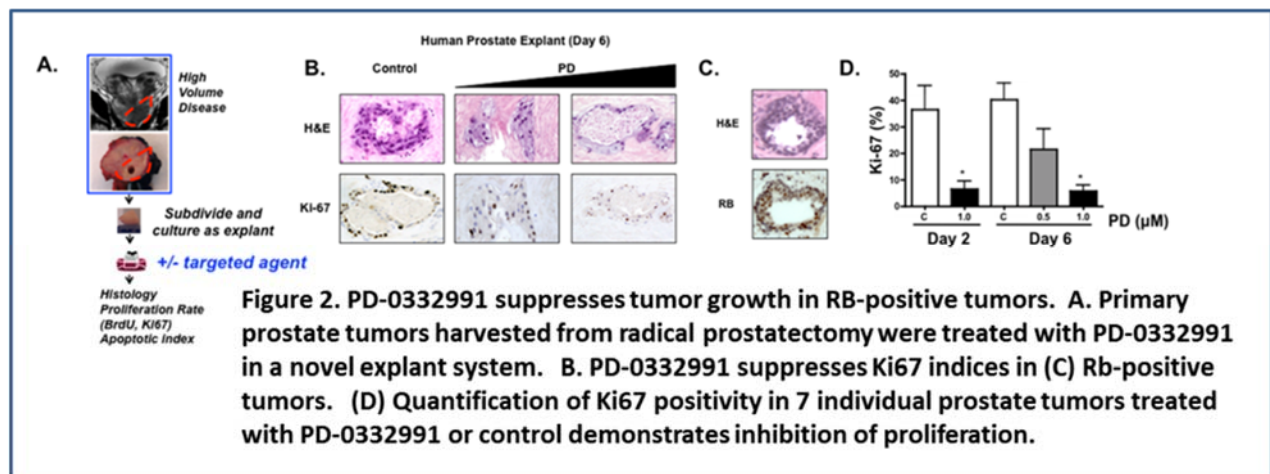 Human Prostate Explant (Day 6)
A.
High
Volume
Disease
Subdivide and
culture as explant
+/- targeted agent
Histology
Proliferation Rate
(BrdU, Ki67)
Apoptotic Index
B.
Control
PD
H&E
Ki-67
C.
H&E
RB
D.
Ki-67 (%)
50
40
30
20
10
0
C
1.0
C
0.5
1.0
*
*
PD (µM)
Day 2
Day 6
Figure 2. PD-0332991 suppresses tumor growth in RB-positive tumors. A. Primary
prostate tumors harvested from radical prostatectomy were treated with PD-0332991
in a novel explant system. B. PD-0332991 suppresses Ki67 indices in (C) Rb-positive
tumors. (D) Quantification of Ki67 positivity in 7 individual prostate tumors treated
with PD-0332991 or control demonstrates inhibition of proliferation.